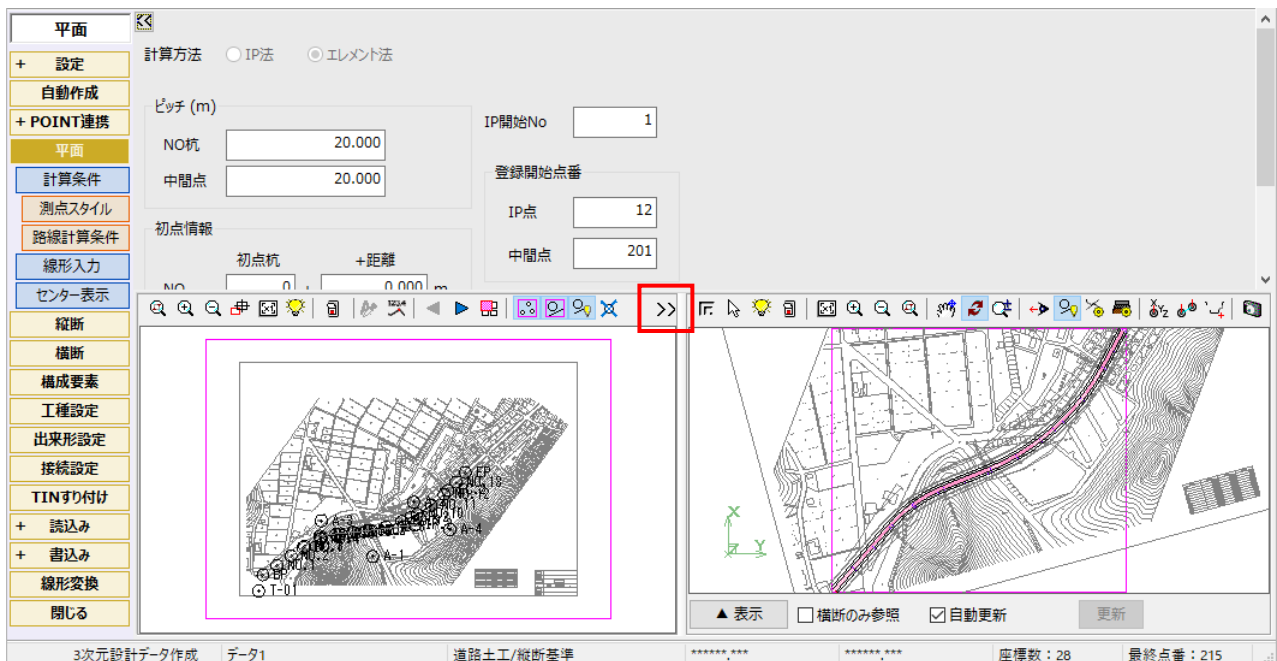 平面
+ 設定
自動作成
+ POINT連携
平面
計算条件
測点スタイル
路線計算条件
線形入力
センター表示
縦断
横断
構成要素
工種設定
出来形設定
接続設定
TINすり付け
+ 読込み
+ 書込み
線形変換
閉じる
計算方法 IP法 エレメント法
ピッチ (m)
NO杭 20.000
中間点 20.000
IP開始No 1
登録開始点番
IP点 12
中間点 201
初点情報
初点杭 +距離
NO 0 + 0.000 m
>>
EP
A-4
A-1
BP
T-01
X
Y
Z
▲ 表示 横断のみ参照 自動更新 更新
3次元設計データ作成 データ1 道路土工/縦断基準 ******.*** ******.*** 座標数：28 最終点番：215